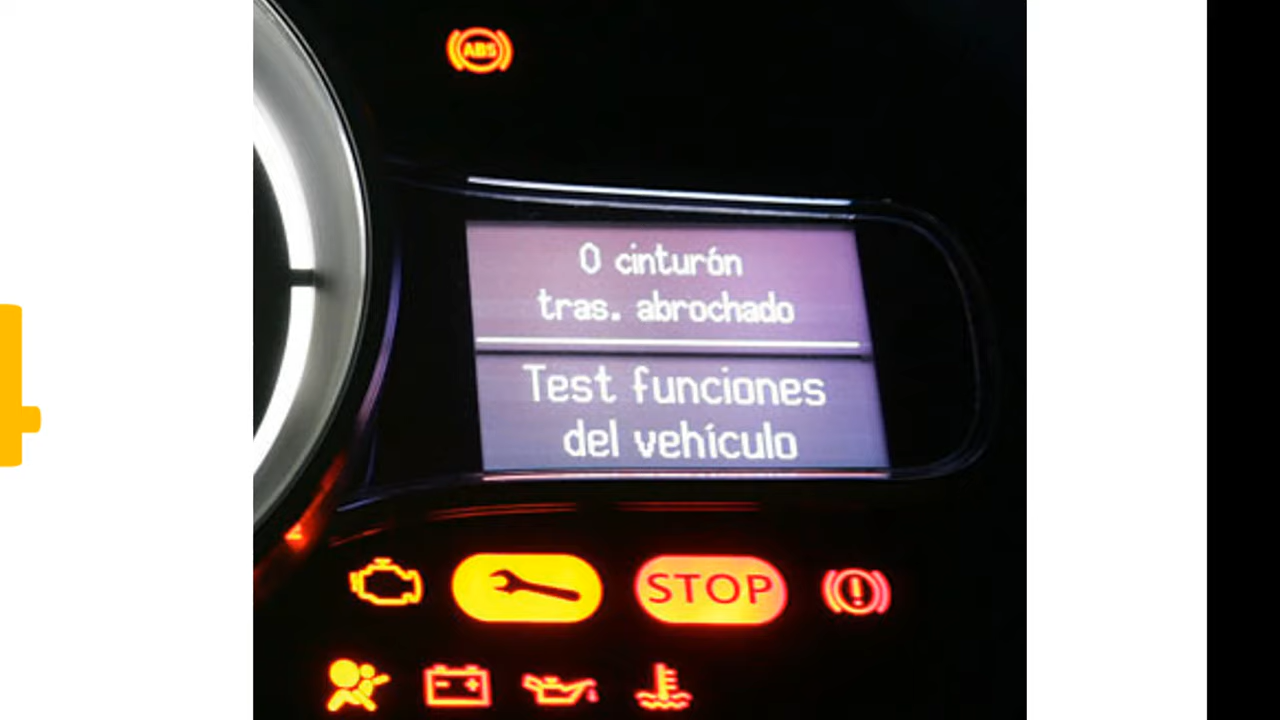 ABS
0 cinturón
tras. abrochado
Test funciones
del vehículo
STOP